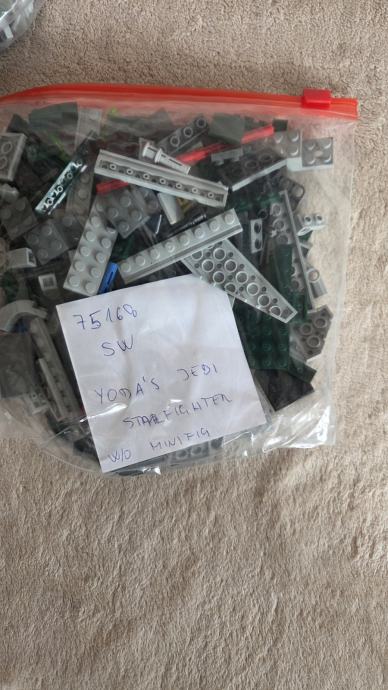 75168
SW
YODA'S JEDI
STARFIGHTER
W/O MINIFIG